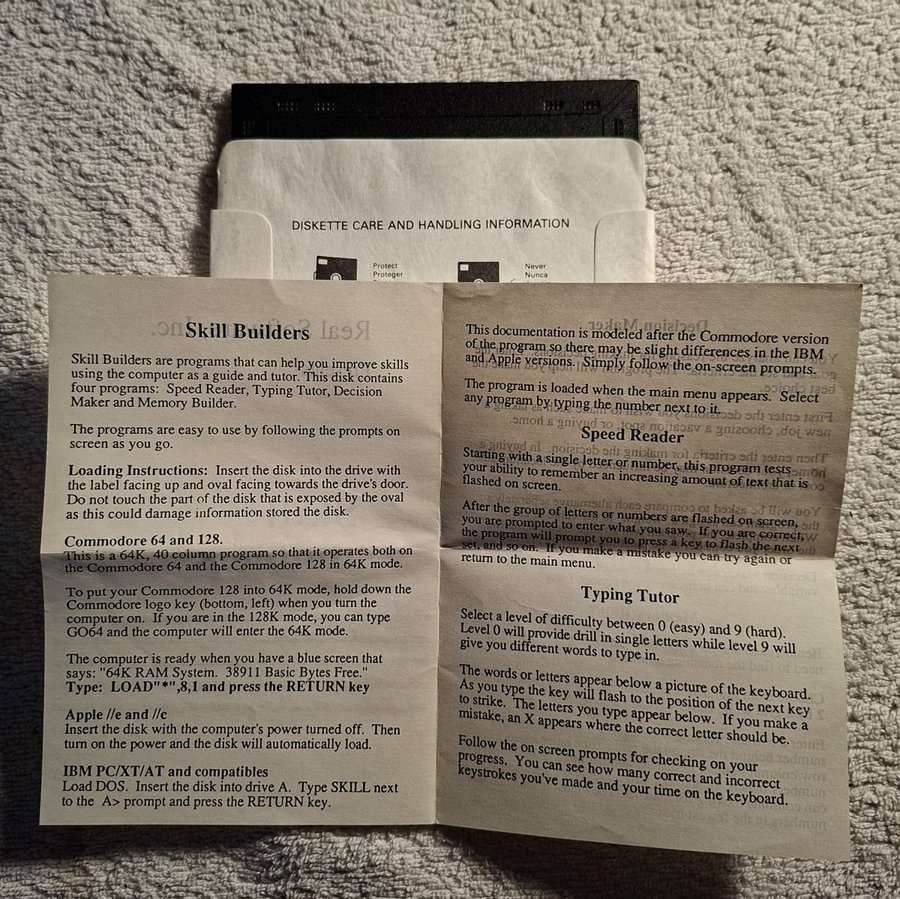 DISKETTE CARE AND HANDLING INFORMATION
Protect
Proteger
Never
Nunca
Skill Builders
Skill Builders are programs that can help you improve skills
using the computer as a guide and tutor. This disk contains
four programs: Speed Reader, Typing Tutor, Decision
Maker and Memory Builder.
The programs are easy to use by following the prompts on
screen as you go.
Loading Instructions: Insert the disk into the drive with
the label facing up and oval facing towards the drive's door.
Do not touch the part of the disk that is exposed by the oval
as this could damage information stored the disk.
Commodore 64 and 128.
This is a 64K, 40 column program so that it operates both on
the Commodore 64 and the Commodore 128 in 64K mode.
To put your Commodore 128 into 64K mode, hold down the
Commodore logo key (bottom, left) when you turn the
computer on. If you are in the 128K mode, you can type
GO64 and the computer will enter the 64K mode.
The computer is ready when you have a blue screen that
says: "64K RAM System. 38911 Basic Bytes Free."
Type: LOAD"*",8,1 and press the RETURN key
Apple //e and //c
Insert the disk with the computer's power turned off. Then
turn on the power and the disk will automatically load.
IBM PC/XT/AT and compatibles
Load DOS. Insert the disk into drive A. Type SKILL next
to the A> prompt and press the RETURN key.
This documentation is modeled after the Commodore version
of the program so there may be slight differences in the IBM
and Apple versions. Simply follow the on-screen prompts.
The program is loaded when the main menu appears. Select
any program by typing the number next to it.
Speed Reader
Starting with a single letter or number, this program tests
your ability to remember an increasing amount of text that is
flashed on screen.
After the group of letters or numbers are flashed on screen,
you are prompted to enter what you saw. If you are correct,
the program will prompt you to press a key to flash the next
set, and so on. If you make a mistake you can try again or
return to the main menu.
Typing Tutor
Select a level of difficulty between 0 (easy) and 9 (hard).
Level 0 will provide drill in single letters while level 9 will
give you different words to type in.
The words or letters appear below a picture of the keyboard.
As you type the key will flash to the position of the next key
to strike. The letters you type appear below. If you make a
mistake, an X appears where the correct letter should be.
Follow the on screen prompts for checking on your
progress. You can see how many correct and incorrect
keystrokes you've made and your time on the keyboard.